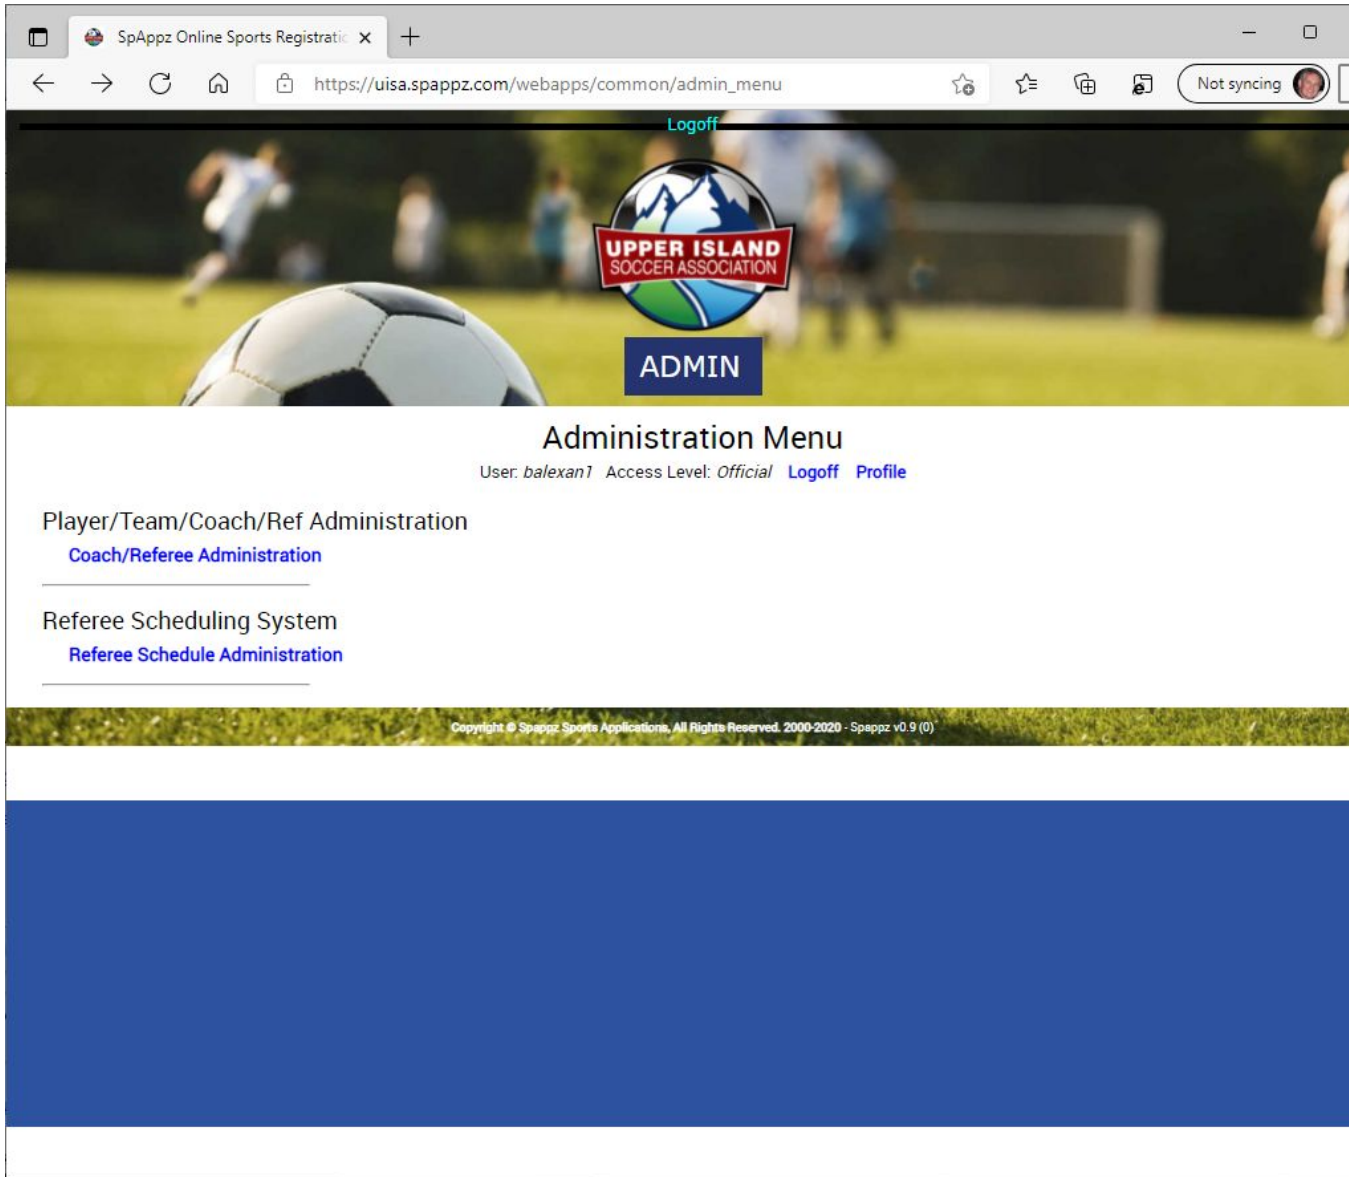 SpAppz Online Sports Registratic
https://uisa.spappz.com/webapps/common/admin_menu
Not syncing
Logoff
UPPER ISLAND
SOCCER ASSOCIATION
ADMIN
Administration Menu
User: balexan1 Access Level: Official Logoff Profile
Player/Team/Coach/Ref Administration
Coach/Referee Administration
Referee Scheduling System
Referee Schedule Administration
Copyright © Spappz Sports Applications, All Rights Reserved. 2000-2020 - Spappz v0.9 (0)